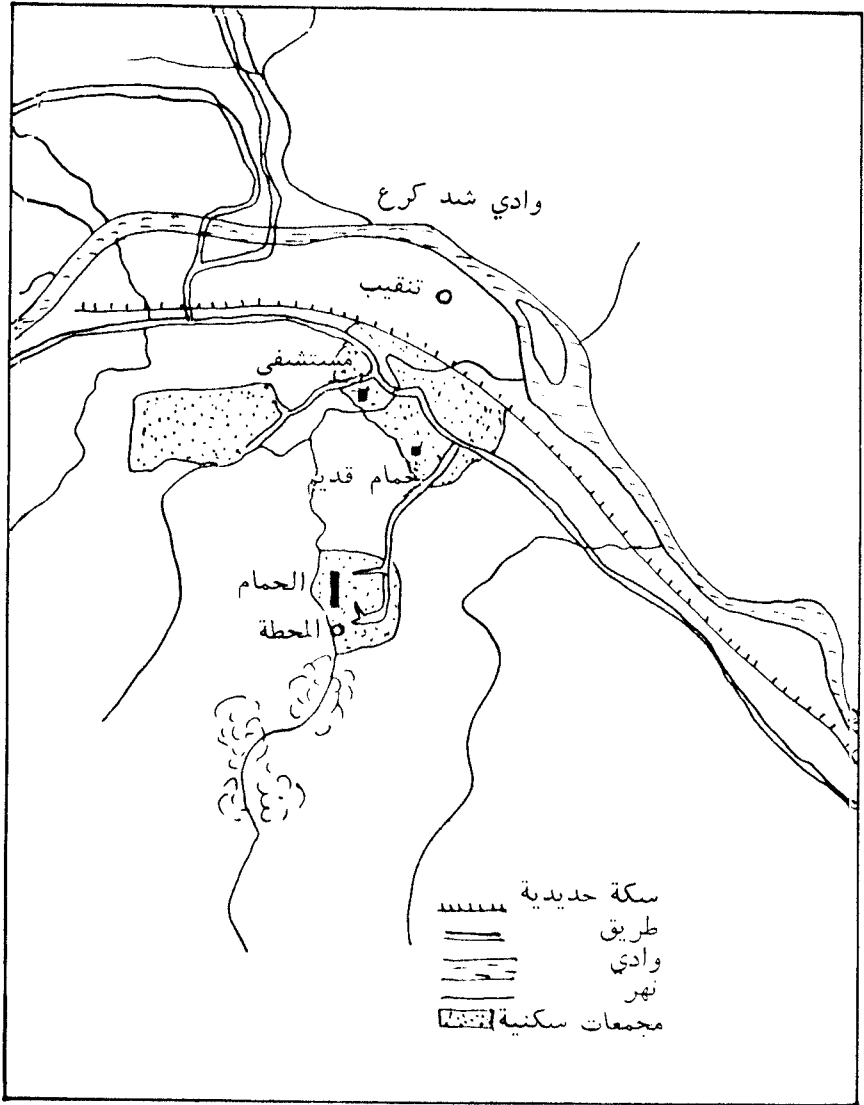 وادي شد كرع
تنقيب
مستشفى
حمام قديم
الحمام
المحطة
سكة حديدية
طريق
وادي
نهر
مجمعات سكنية